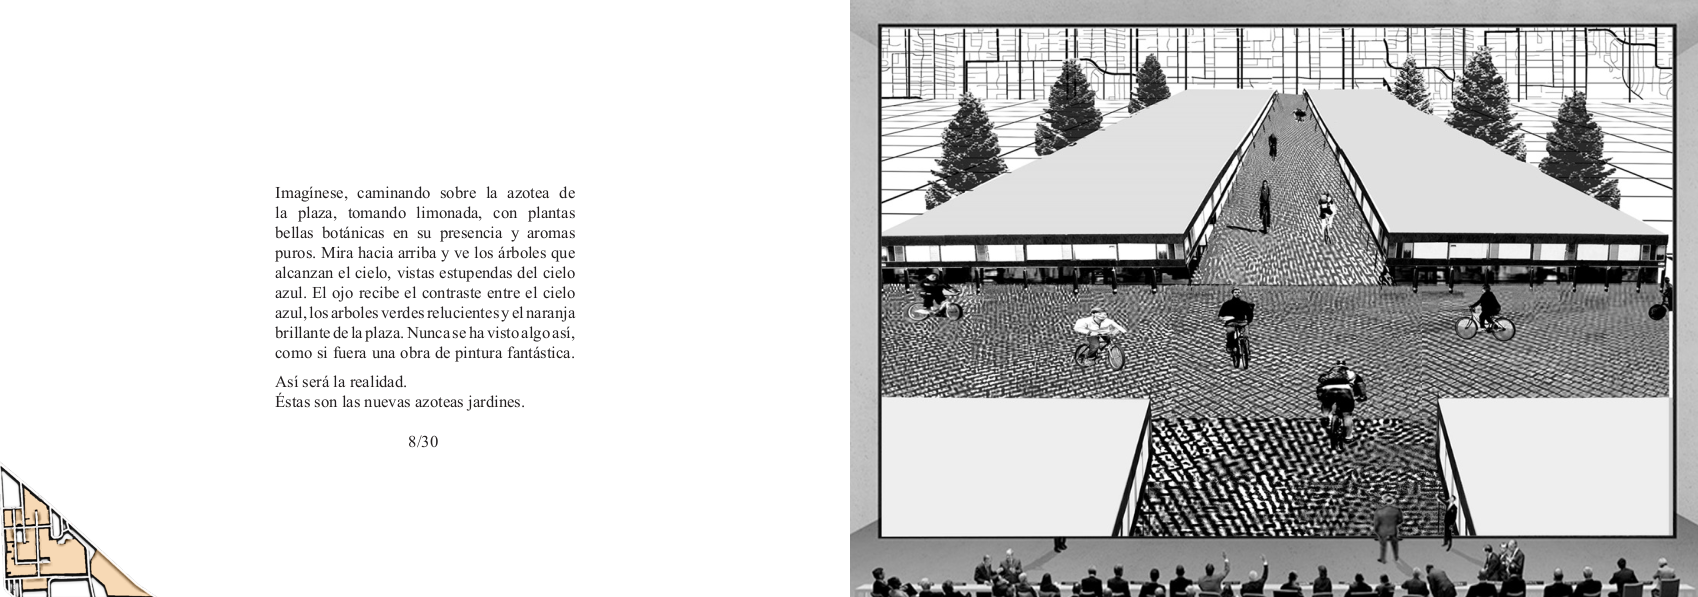 Imagínese, caminando sobre la azotea de
la plaza, tomando limonada, con plantas
bellas botánicas en su presencia y aromas
puros. Mira hacia arriba y ve los árboles que
alcanzan el cielo, vistas estupendas del cielo
azul. El ojo recibe el contraste entre el cielo
azul, los arboles verdes relucientes y el naranja
brillante de la plaza. Nunca se ha visto algo así,
como si fuera una obra de pintura fantástica.
Así será la realidad.
Éstas son las nuevas azoteas jardines.
8/30